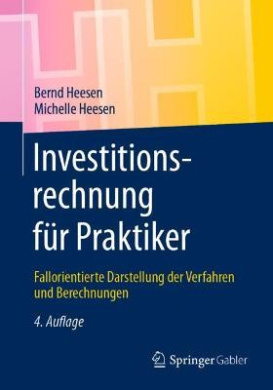 Bernd Heesen
Michelle Heesen
Investitions-
rechnung
für Praktiker
Fallorientierte Darstellung der Verfahren
und Berechnungen
4. Auflage
Springer Gabler